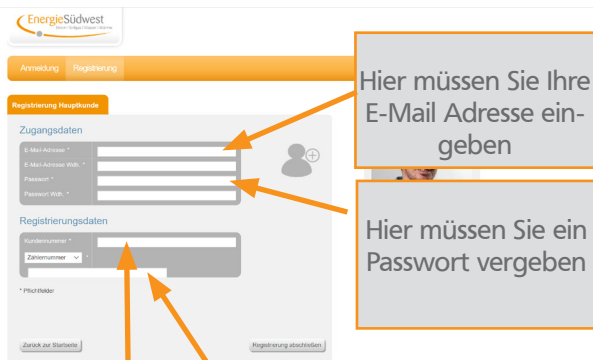 EnergieSüdwest
Anmeldung Registrierung
Registrierung Hauptkunde
Zugangsdaten
E-Mail-Adresse *
E-Mail-Adresse Wdh. *
Passwort *
Passwort Wdh. *
Registrierungsdaten
Kundennummer *
Zählernummer *
* Pflichtfelder
Zurück zur Startseite
Registrierung abschließen
Hier müssen Sie Ihre
E-Mail Adresse ein-
geben
Hier müssen Sie ein
Passwort vergeben